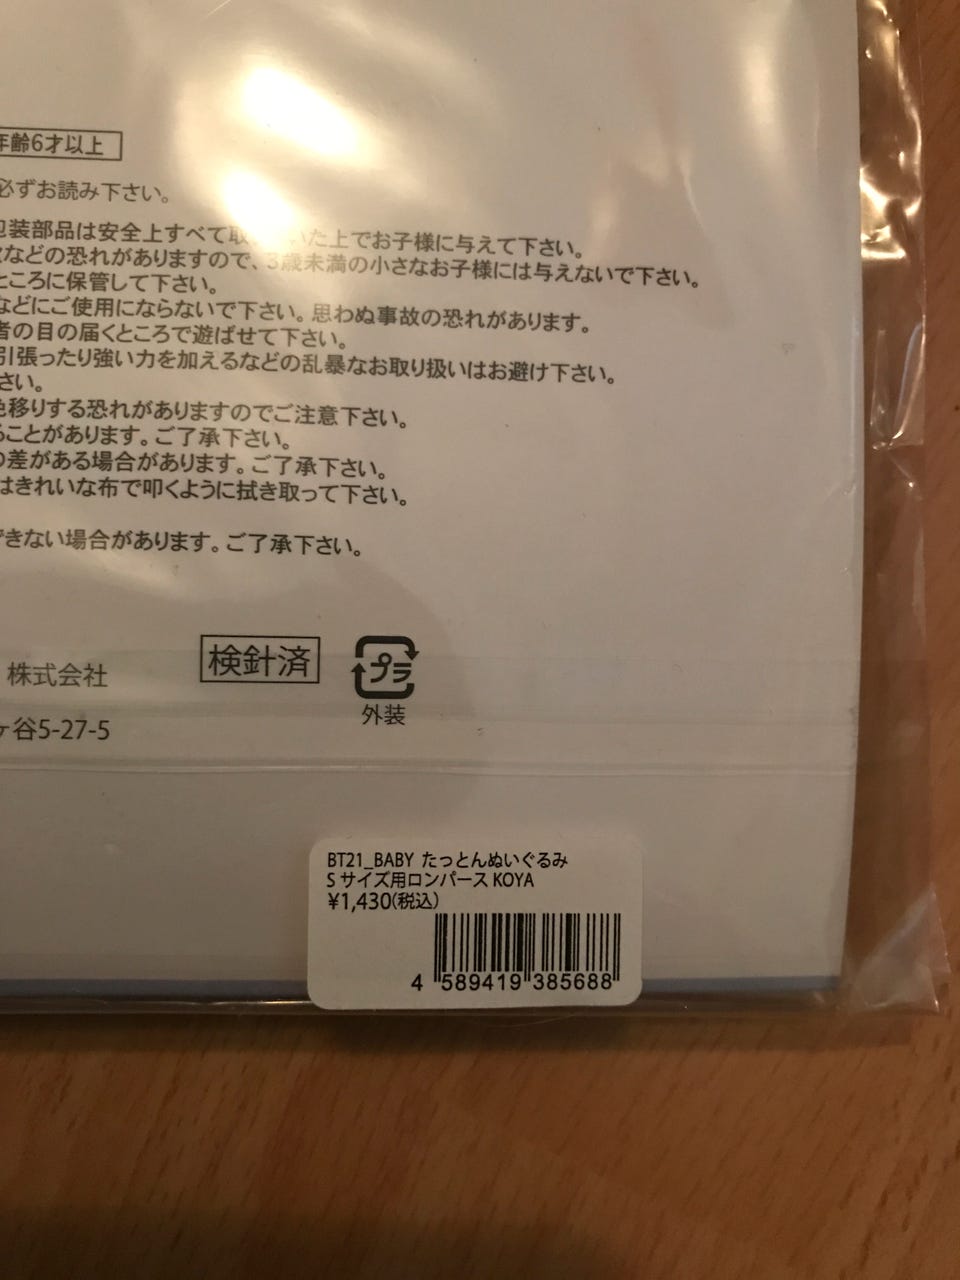 年齢6才以上
必ずお読み下さい。
包装部品は安全上すべて取 いた上でお子様に与えて下さい。
などの恐れがありますので、3歳未満の小さなお子様には与えないで下さい。
ところに保管して下さい。
などにご使用にならないで下さい。思わぬ事故の恐れがあります。
者の目の届くところで遊ばせて下さい。
引張ったり強い力を加えるなどの乱暴なお取り扱いはお避け下さい。
さい。
色移りする恐れがありますのでご注意下さい。
ることがあります。ご了承下さい。
の差がある場合があります。ご了承下さい。
はきれいな布で叩くように拭き取って下さい。
できない場合があります。ご了承下さい。
検針済
プラ
外装
株式会社
ヶ谷5-27-5
BT21_BABY たっとんぬいぐるみ
S サイズ用ロンパース KOYA
¥1,430(税込)
4 589419 385688